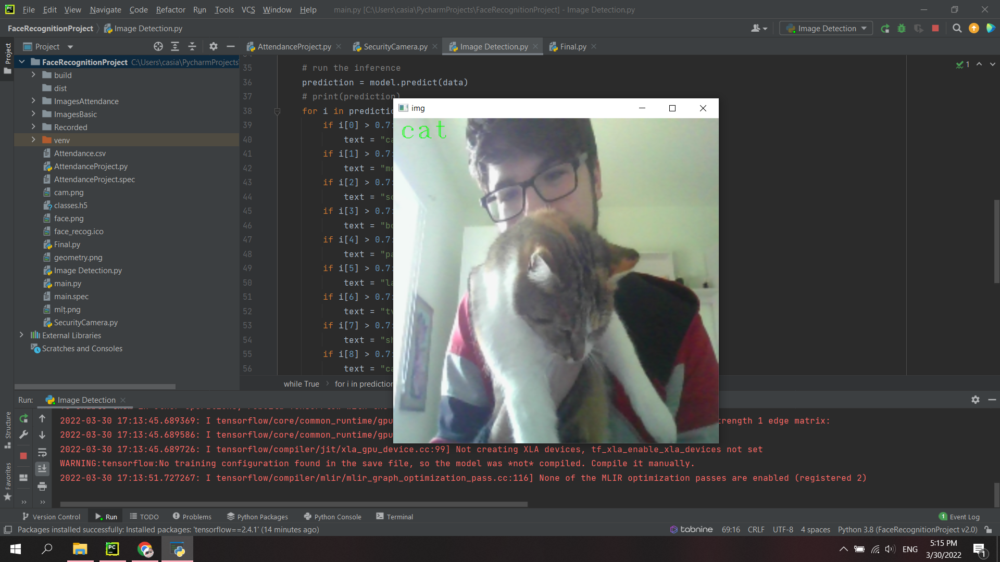 File Edit View Navigate Code Refactor Run Tools VCS Window Help main.py [C:\Users\casia\PycharmProjects\FaceRecognitionProject] - Image Detection.py
FaceRecognitionProject Image Detection.py Image Detection
Project
Project
AttendanceProject.py SecurityCamera.py Image Detection.py Final.py
FaceRecognitionProject C:\Users\casia\PycharmProjects
build
dist
ImagesAttendance
ImagesBasic
Recorded
venv
Attendance.csv
AttendanceProject.py
AttendanceProject.spec
cam.png
classes.h5
face.png
face_recog.ico
Final.py
geometry.png
Image Detection.py
main.py
main.spec
mîț.png
SecurityCamera.py
External Libraries
Scratches and Consoles
1
35 # run the inference
36 prediction = model.predict(data)
37 # print(prediction)
38 for i in predictio
39 if i[0] > 0.7:
40 text = "ca
41 if i[1] > 0.7:
42 text = "mo
43 if i[2] > 0.7:
44 text = "so
45 if i[3] > 0.7:
46 text = "bo
47 if i[4] > 0.7:
48 text = "pa
49 if i[5] > 0.7:
50 text = "la
51 if i[6] > 0.7:
52 text = "tv
53 if i[7] > 0.7:
54 text = "sh
55 if i[8] > 0.7:
56 text = "ca
while True for i in prediction
img
cat
Run: Image Detection
2022-03-30 17:13:45.689369: I tensorflow/core/common_runtime/gpu trength 1 edge matrix:
2022-03-30 17:13:45.689586: I tensorflow/core/common_runtime/gpu
2022-03-30 17:13:45.689726: I tensorflow/compiler/jit/xla_gpu_device.cc:99] Not creating XLA devices, tf_xla_enable_xla_devices not set
WARNING:tensorflow:No training configuration found in the save file, so the model was *not* compiled. Compile it manually.
2022-03-30 17:13:51.727267: I tensorflow/compiler/mlir/mlir_graph_optimization_pass.cc:116] None of the MLIR optimization passes are enabled (registered 2)
Structure
Favorites
Version Control Run TODO Problems Python Packages Python Console Terminal 1 Event Log
Packages installed successfully: Installed packages: 'tensorflow==2.4.1' (14 minutes ago) tabnine 69:16 CRLF UTF-8 4 spaces Python 3.8 (FaceRecognitionProject v2.0)
ENG 5:15 PM
3/30/2022 1